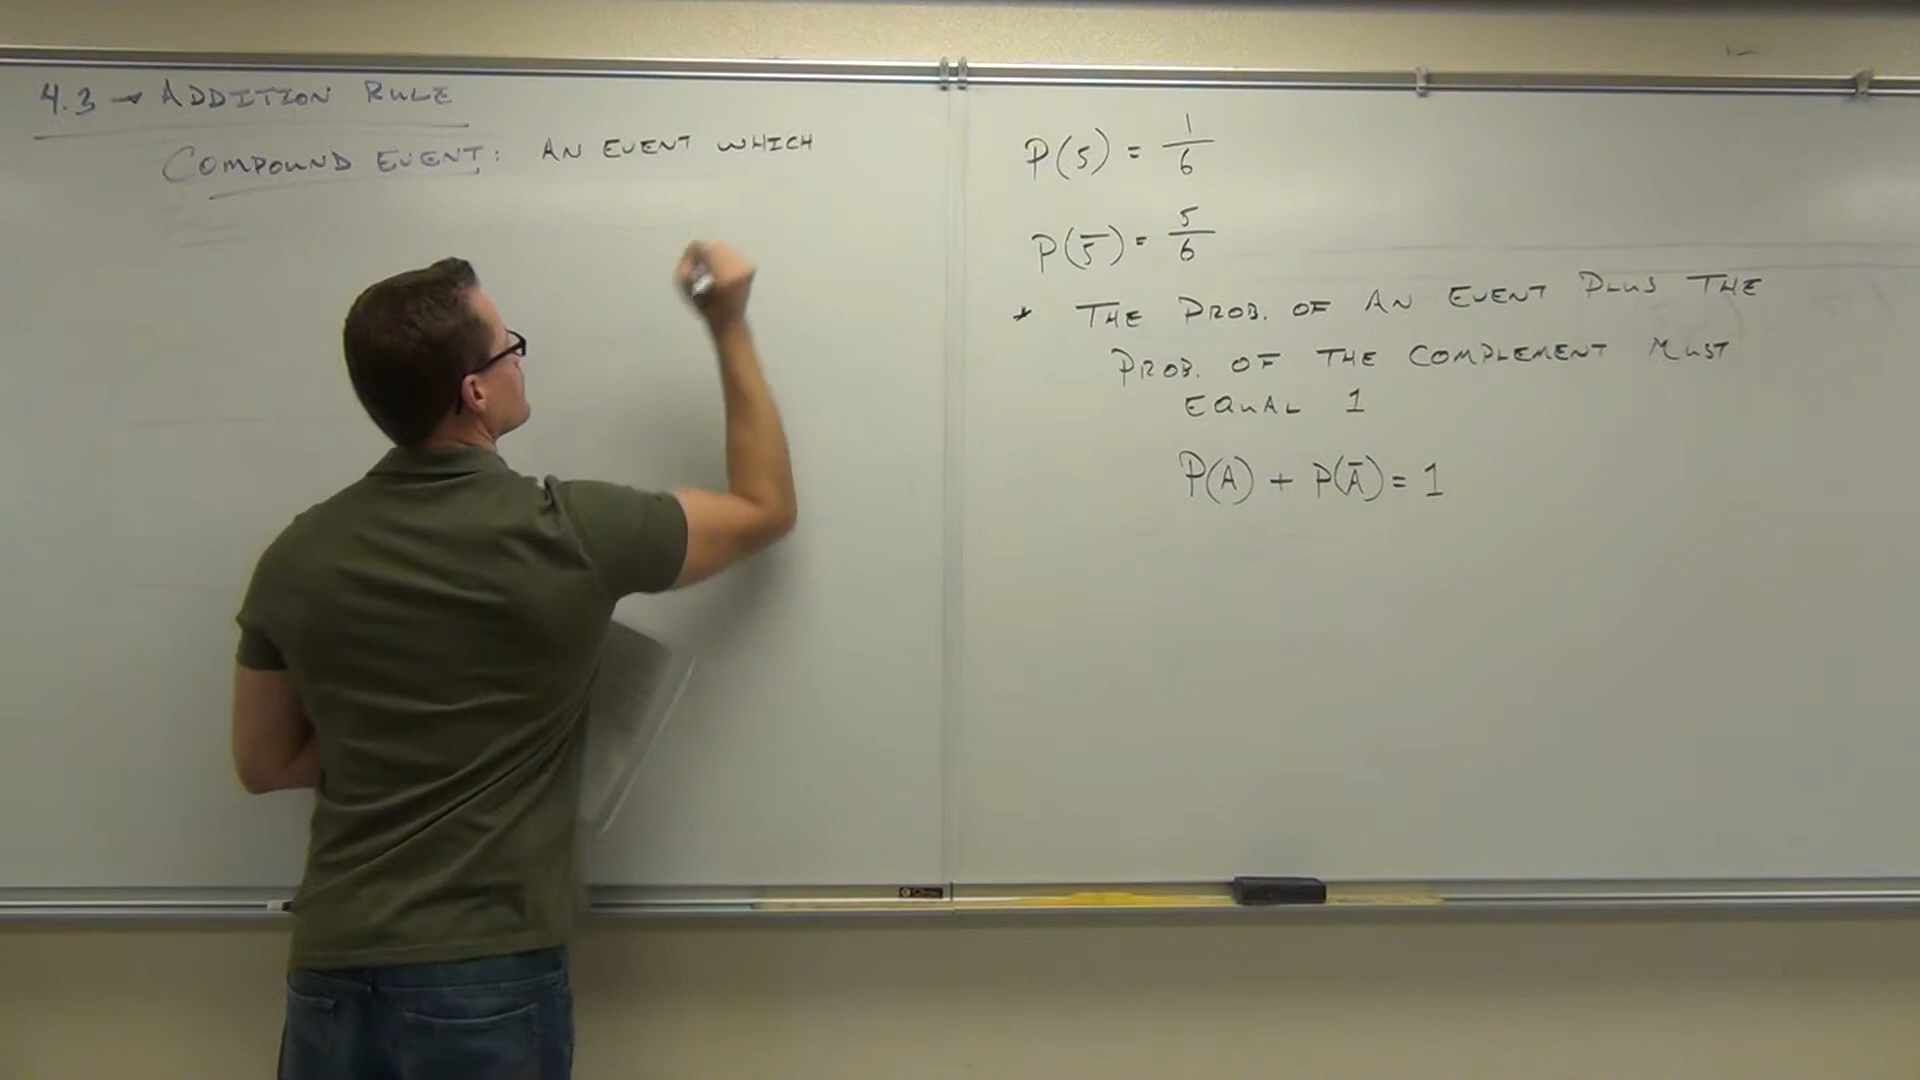 4.3 → ADDITION RULE
COMPOUND EVENT: AN EVENT WHICH
P(5) = 1/6
P(5̅) = 5/6
* THE PROB. OF AN EVENT PLUS THE
PROB. OF THE COMPLEMENT MUST
EQUAL 1
P(A) + P(A̅) = 1